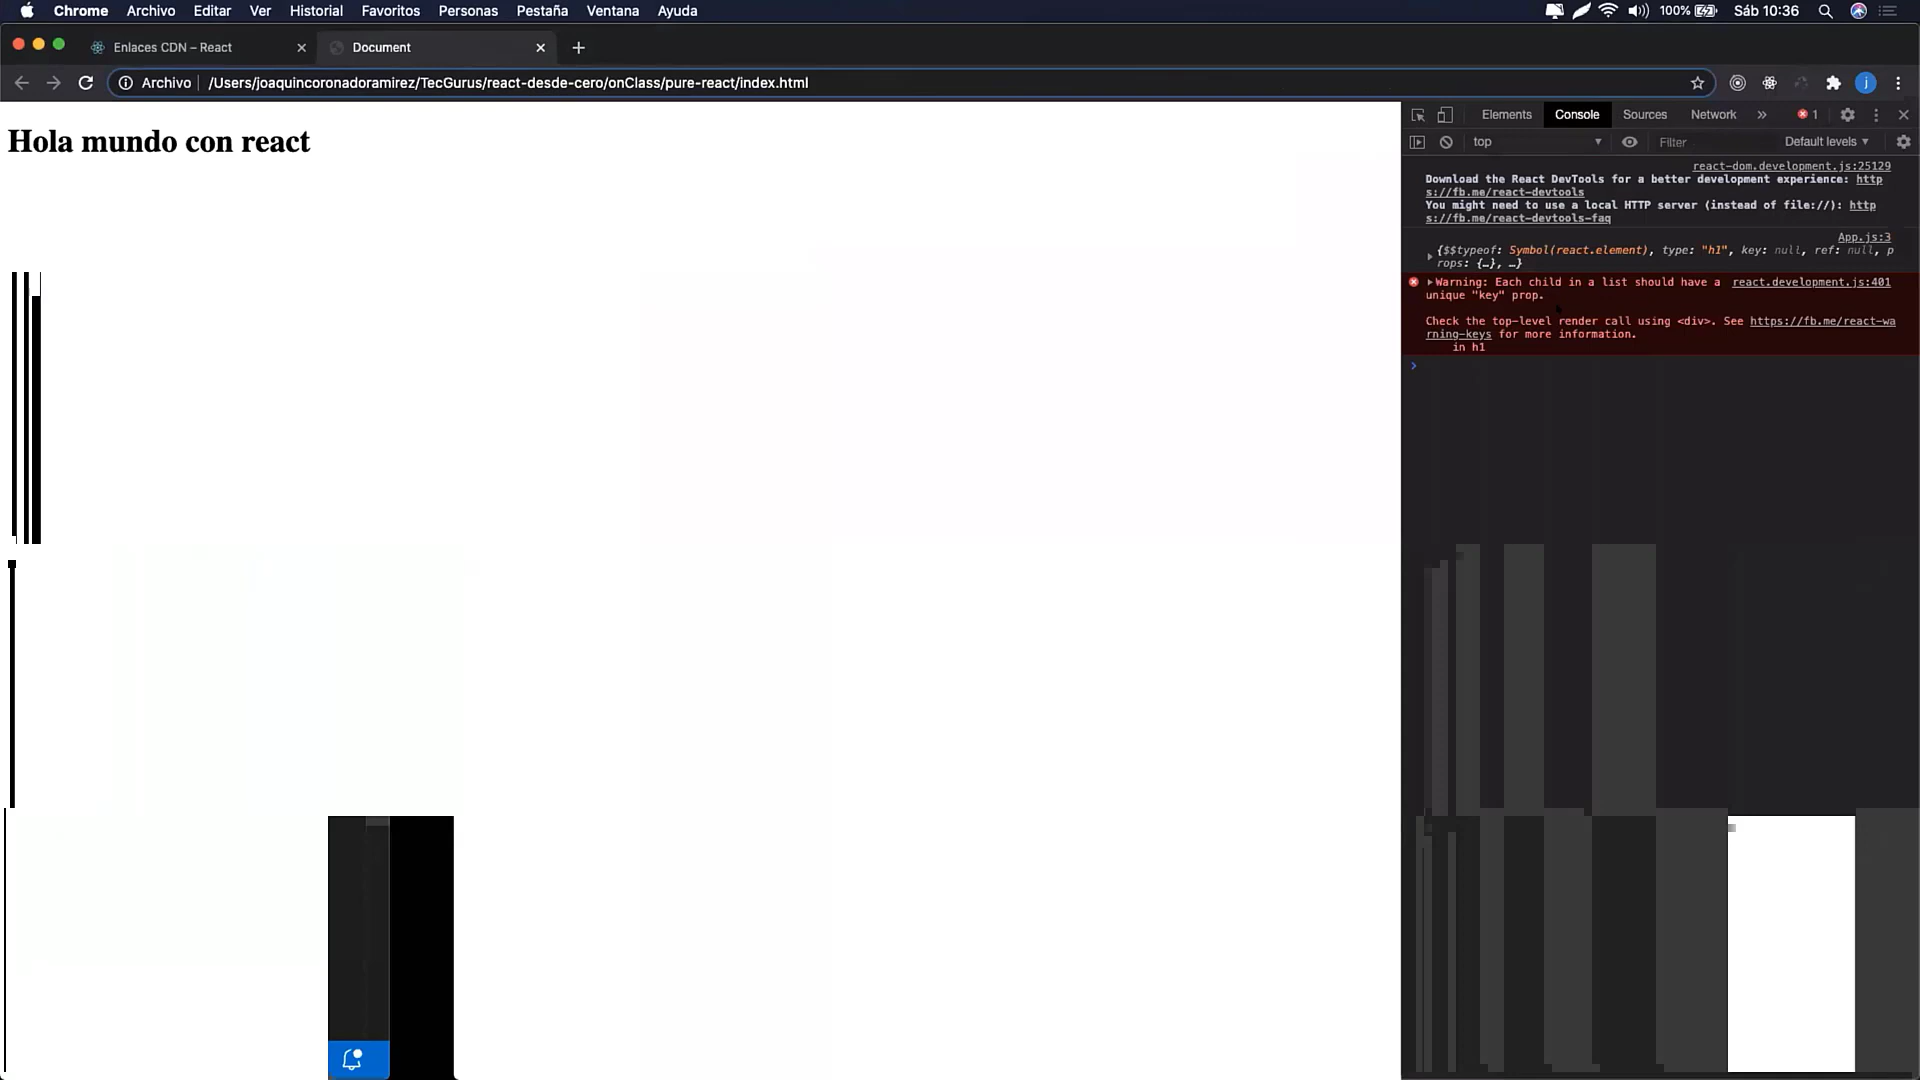 Chrome Archivo Editar Ver Historial Favoritos Personas Pestaña Ventana Ayuda 100% Sáb 10:36
Enlaces CDN – React Document
Archivo /Users/joaquincoronadoramirez/TecGurus/react-desde-cero/onClass/pure-react/index.html j
Hola mundo con react
Elements Console Sources Network » 1
top Filter Default levels
react-dom.development.js:25129
Download the React DevTools for a better development experience: http
s://fb.me/react-devtools
You might need to use a local HTTP server (instead of file://): http
s://fb.me/react-devtools-faq
App.js:3
{$$typeof: Symbol(react.element), type: "h1", key: null, ref: null, p
rops: {…}, …}
Warning: Each child in a list should have a react.development.js:401
unique "key" prop.
Check the top-level render call using <div>. See https://fb.me/react-wa
rning-keys for more information.
in h1